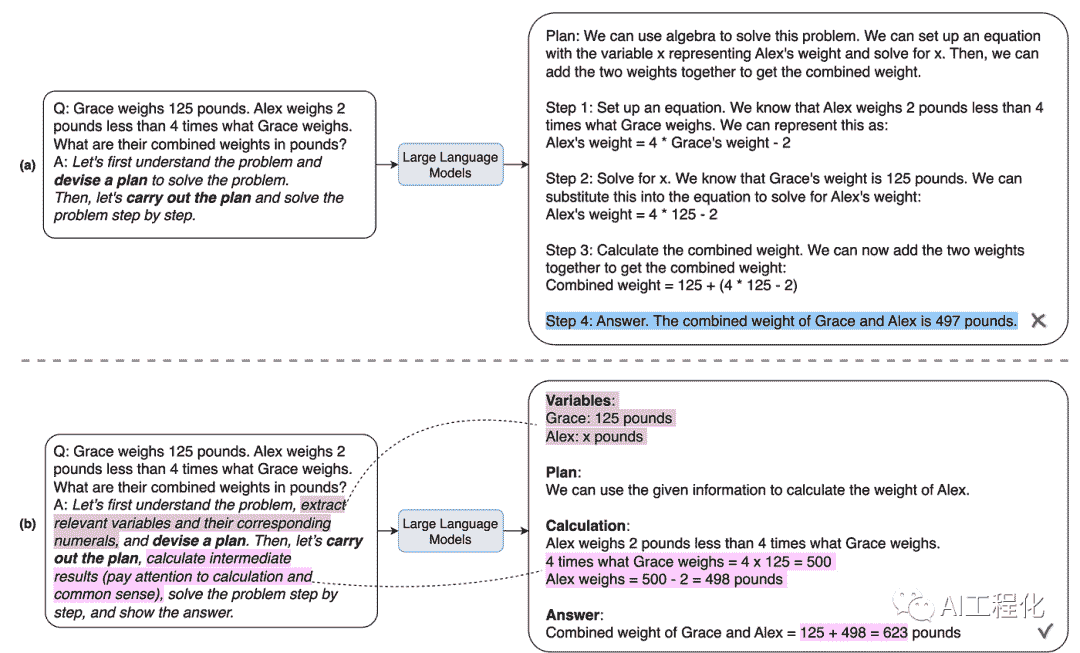 (a)
Q: Grace weighs 125 pounds. Alex weighs 2
pounds less than 4 times what Grace weighs.
What are their combined weights in pounds?
A: Let's first understand the problem and
devise a plan to solve the problem.
Then, let's carry out the plan and solve the
problem step by step.
Large Language
Models
Plan: We can use algebra to solve this problem. We can set up an equation
with the variable x representing Alex's weight and solve for x. Then, we can
add the two weights together to get the combined weight.
Step 1: Set up an equation. We know that Alex weighs 2 pounds less than 4
times what Grace weighs. We can represent this as:
Alex's weight = 4 * Grace's weight - 2
Step 2: Solve for x. We know that Grace's weight is 125 pounds. We can
substitute this into the equation to solve for Alex's weight:
Alex's weight = 4 * 125 - 2
Step 3: Calculate the combined weight. We can now add the two weights
together to get the combined weight:
Combined weight = 125 + (4 * 125 - 2)
Step 4: Answer. The combined weight of Grace and Alex is 497 pounds.
(b)
Q: Grace weighs 125 pounds. Alex weighs 2
pounds less than 4 times what Grace weighs.
What are their combined weights in pounds?
A: Let's first understand the problem, extract
relevant variables and their corresponding
numerals, and devise a plan. Then, let's carry
out the plan, calculate intermediate
results (pay attention to calculation and
common sense), solve the problem step by
step, and show the answer.
Large Language
Models
Variables:
Grace: 125 pounds
Alex: x pounds
Plan:
We can use the given information to calculate the weight of Alex.
Calculation:
Alex weighs 2 pounds less than 4 times what Grace weighs.
4 times what Grace weighs = 4 x 125 = 500
Alex weighs = 500 - 2 = 498 pounds
Answer:
Combined weight of Grace and Alex = 125 + 498 = 623 pounds
AI工程化